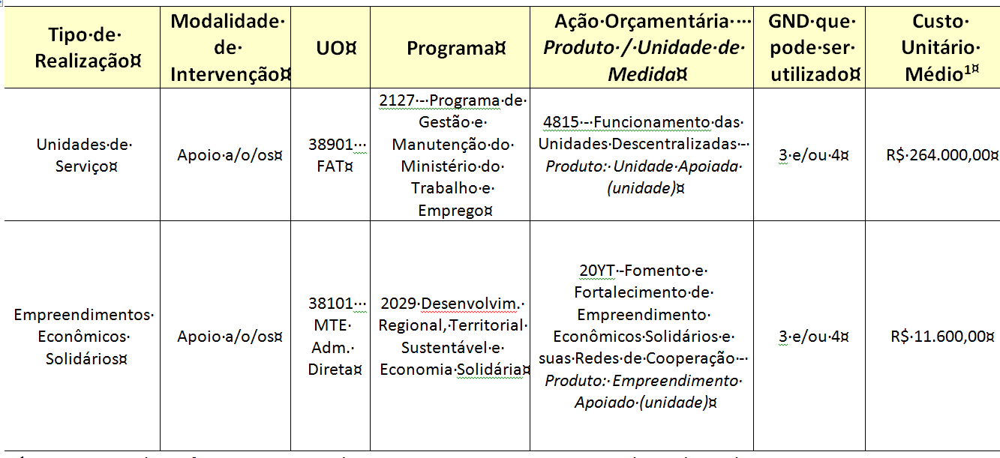 Tipo de
Realização
Modalidade
de
Intervenção
UO
Programa
Ação Orçamentária -
Produto / Unidade de
Medida
GND que
pode ser
utilizado
Custo
Unitário
Médio¹
Unidades de
Serviço
Apoio a/o/os
38901 -
FAT
2127 - Programa de
Gestão e
Manutenção do
Ministério do
Trabalho e
Emprego
4815 - Funcionamento das
Unidades Descentralizadas -
Produto: Unidade Apoiada
(unidade)
3 e/ou 4
R$ 264.000,00
Empreendimentos
Econômicos
Solidários
Apoio a/o/os
38101 -
MTE
Adm.
Direta
2029 Desenvolvim.
Regional, Territorial
Sustentável e
Economia Solidária
20YT -Fomento e
Fortalecimento de
Empreendimento
Econômicos Solidários e
suas Redes de Cooperação -
Produto: Empreendimento
Apoiado (unidade)
3 e/ou 4
R$ 11.600,00